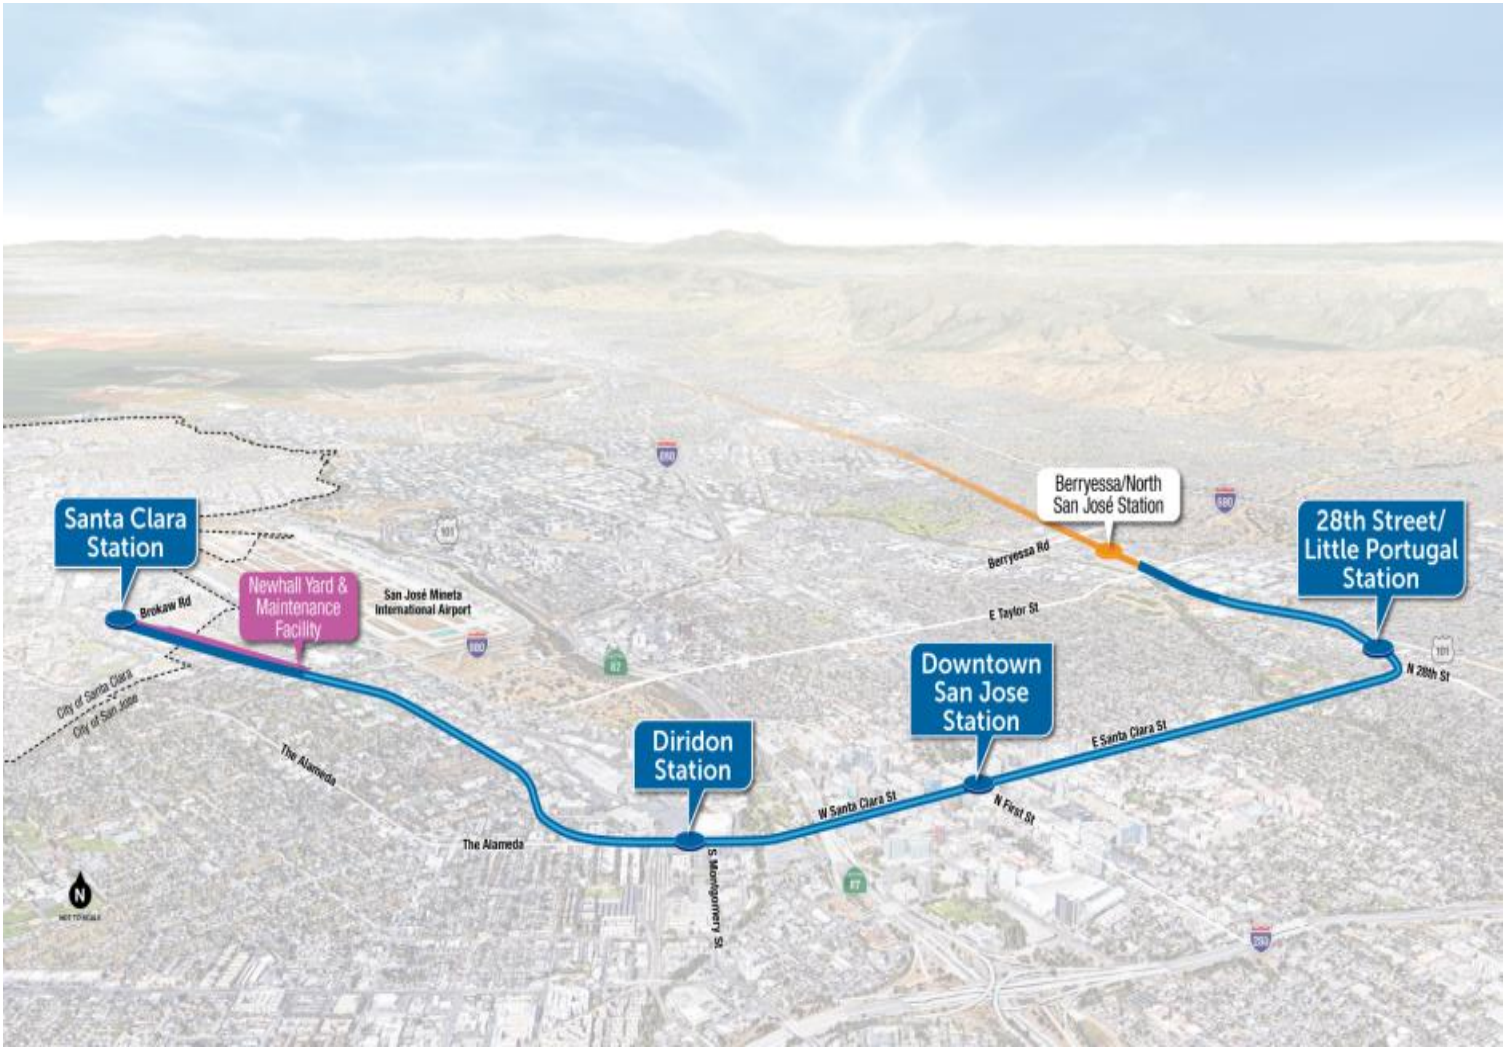 Berryessa/North
San José Station
680
880
28th Street/
Little Portugal
Station
Santa Clara
Station
101
Berryessa Rd
Newhall Yard &
Maintenance
Facility
San José Mineta
International Airport
Brokaw Rd
E Taylor St
880
87
101
N 28th St
Downtown
San Jose
Station
City of Santa Clara
City of San Jose
Diridon
Station
E Santa Clara St
The Alameda
W Santa Clara St
N First St
The Alameda
S Montgomery St
87
N
NOT TO SCALE
280